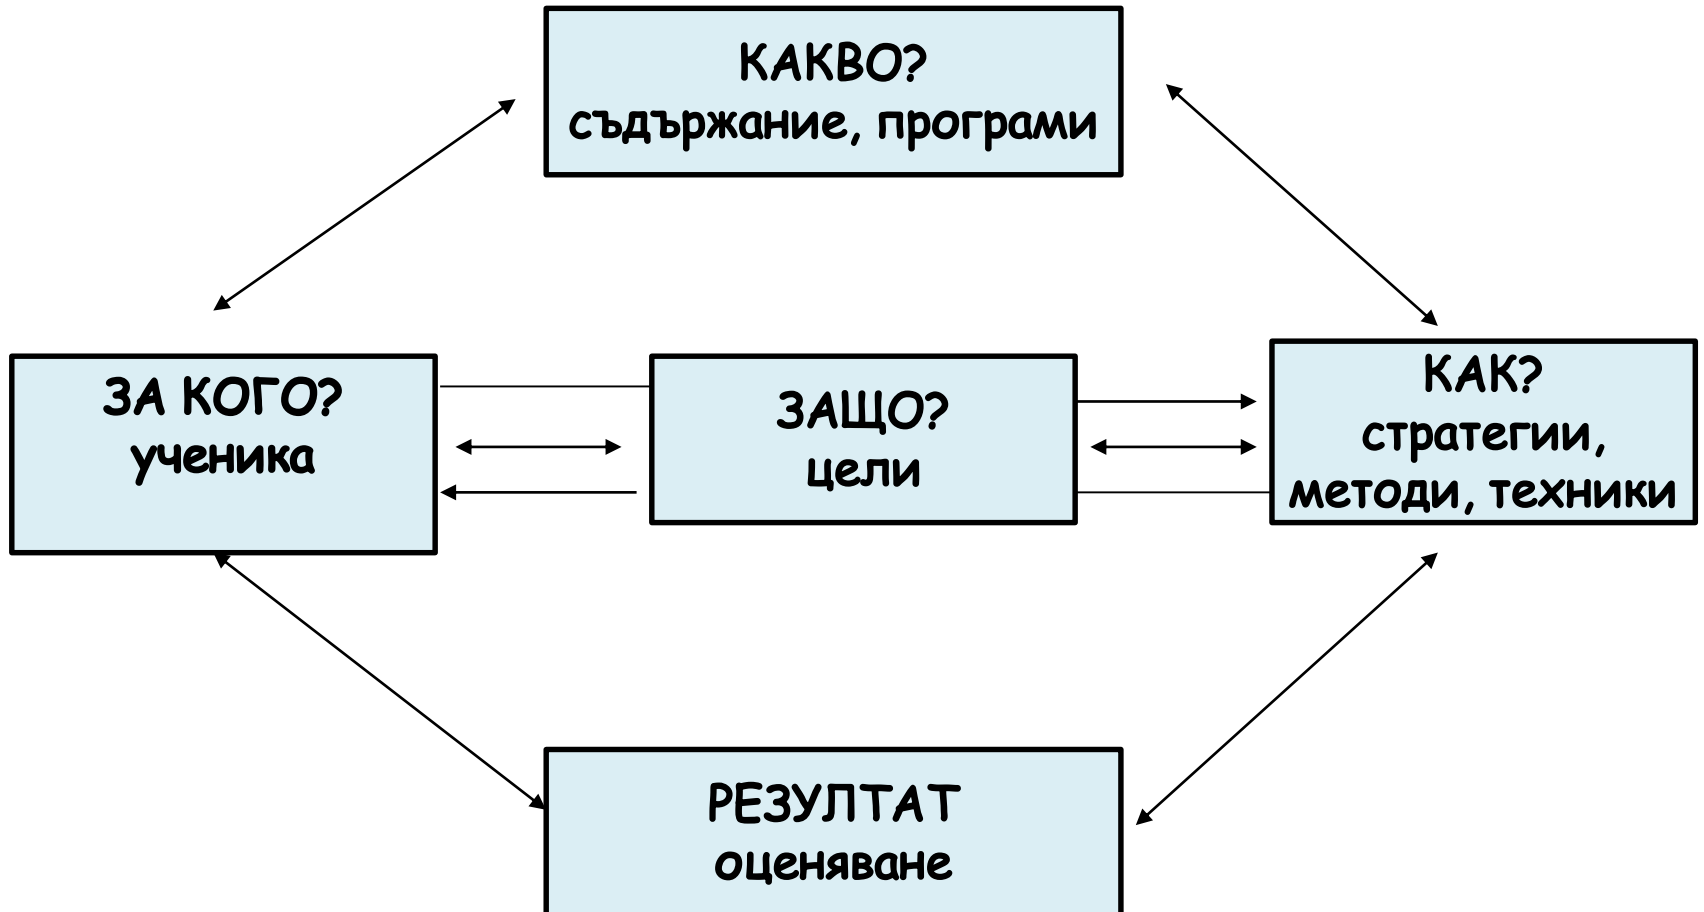 КАКВО?
съдържание, програми
ЗА КОГО?
ученика
ЗАЩО?
цели
КАК?
стратегии,
методи, техники
РЕЗУЛТАТ
оценяване